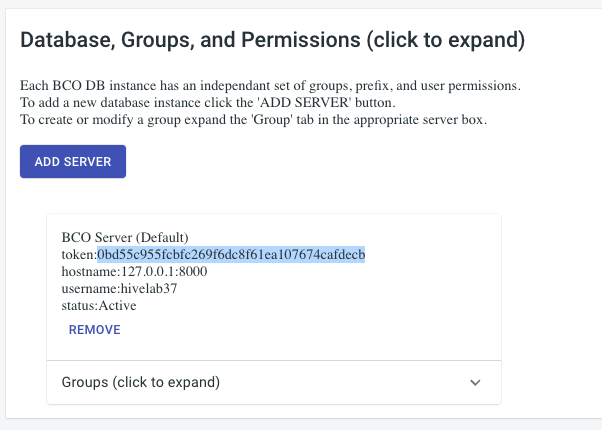 Database, Groups, and Permissions (click to expand)
Each BCO DB instance has an independant set of groups, prefix, and user permissions.
To add a new database instance click the 'ADD SERVER' button.
To create or modify a group expand the 'Group' tab in the appropriate server box.
ADD SERVER
BCO Server (Default)
token:0bd55c955fcbfc269f6dc8f61ea107674cafdecb
hostname:127.0.0.1:8000
username:hivelab37
status:Active
REMOVE
Groups (click to expand)